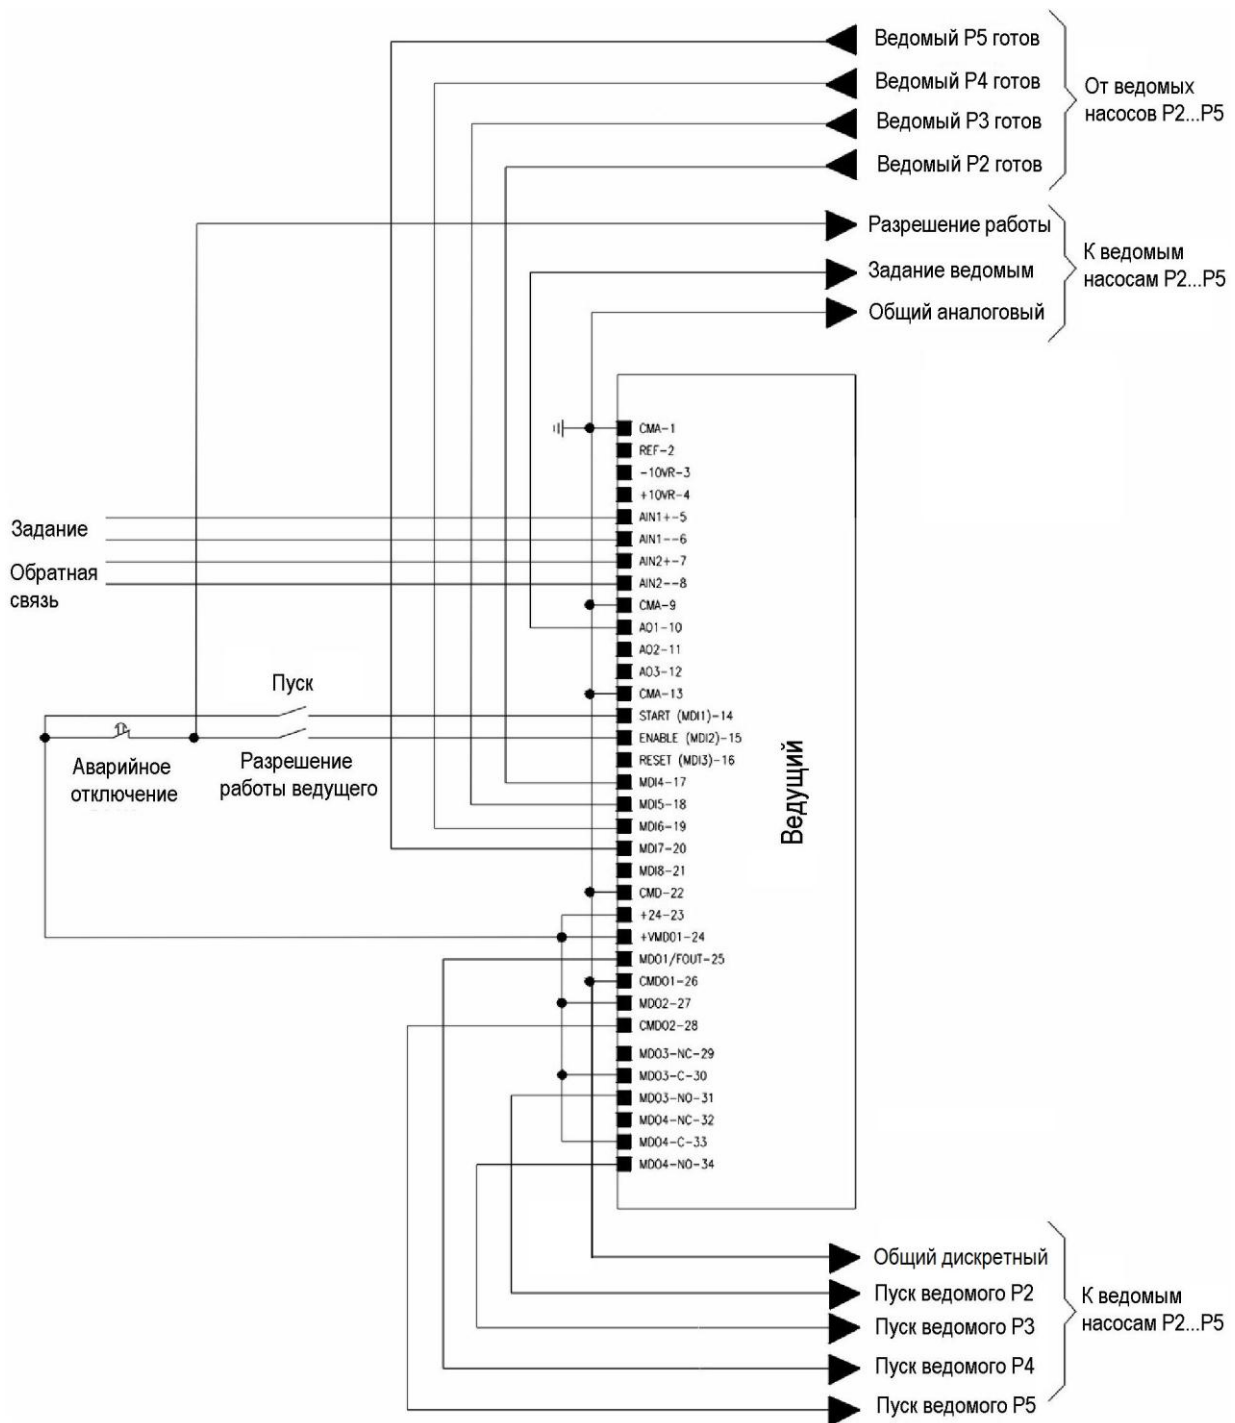 Ведомый P5 готов
Ведомый P4 готов
Ведомый P3 готов
Ведомый P2 готов
От ведомых
насосов P2...P5
Разрешение работы
Задание ведомым
Общий аналоговый
К ведомым
насосам P2...P5
CMA-1
REF-2
-10VR-3
+10VR-4
AIN1+-5
AIN1--6
AIN2+-7
AIN2--8
CMA-9
AO1-10
AO2-11
AO3-12
CMA-13
START (MDI1)-14
ENABLE (MDI2)-15
RESET (MDI3)-16
MDI4-17
MDI5-18
MDI6-19
MDI7-20
MDI8-21
CMD-22
+24-23
+VMDO1-24
MDO1/FOUT-25
CMDO1-26
MDO2-27
CMDO2-28
MDO3-NC-29
MDO3-C-30
MDO3-NO-31
MDO4-NC-32
MDO4-C-33
MDO4-NO-34
Ведущий
Задание
Обратная
связь
Пуск
Аварийное
отключение
Разрешение
работы ведущего
Общий дискретный
Пуск ведомого P2
Пуск ведомого P3
Пуск ведомого P4
Пуск ведомого P5
К ведомым
насосам P2...P5